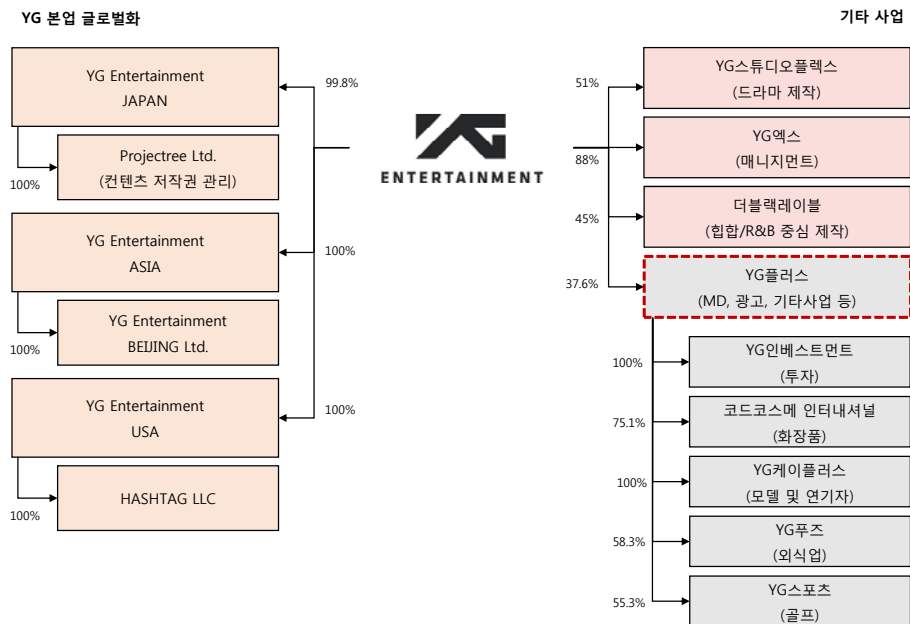 YG 본업 글로벌화
기타 사업
YG Entertainment
JAPAN
99.8%
Projectree Ltd.
(컨텐츠 저작권 관리)
100%
YG Entertainment
ASIA
100%
YG Entertainment
BEIJING Ltd.
100%
YG Entertainment
USA
100%
HASHTAG LLC
100%
YG
ENTERTAINMENT
51%
YG스튜디오플렉스
(드라마 제작)
88%
YG엑스
(매니지먼트)
45%
더블랙레이블
(힙합/R&B 중심 제작)
37.6%
YG플러스
(MD, 광고, 기타사업 등)
100%
YG인베스트먼트
(투자)
75.1%
코드코스메 인터내셔널
(화장품)
100%
YG케이플러스
(모델 및 연기자)
58.3%
YG푸즈
(외식업)
55.3%
YG스포츠
(골프)